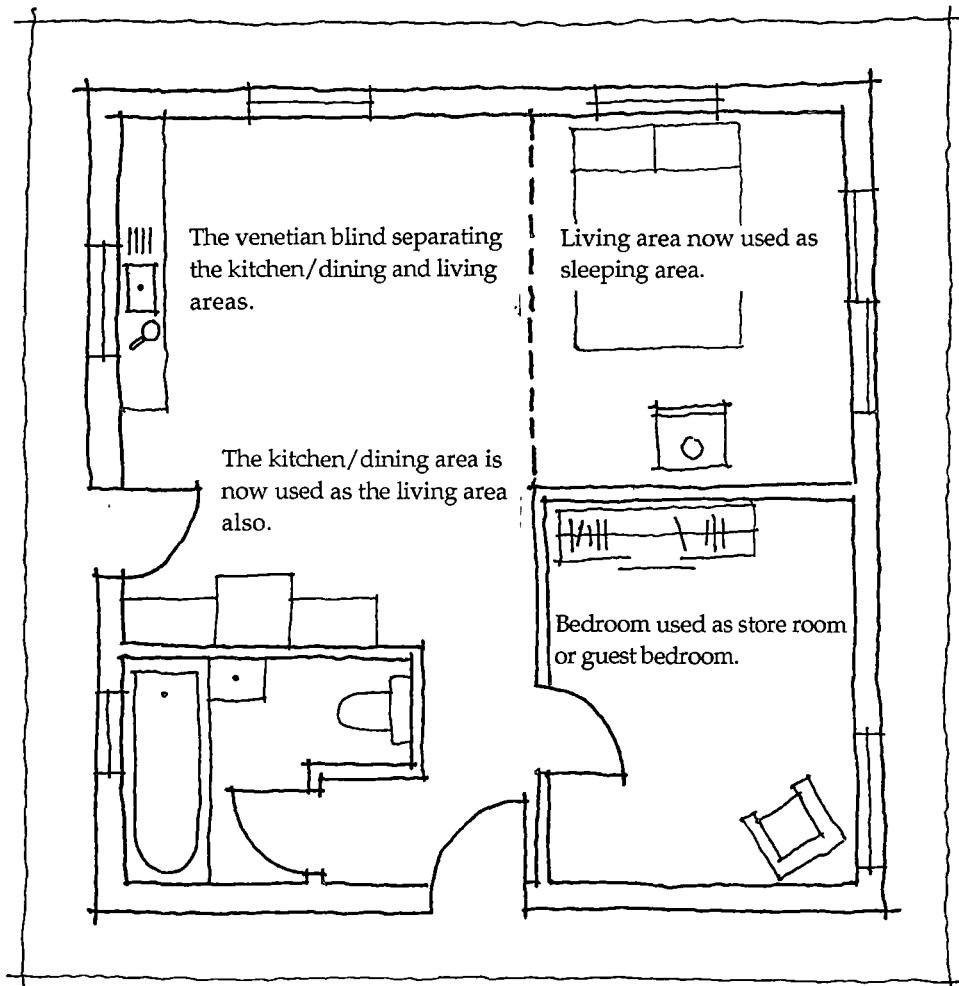 The venetian blind separating
the kitchen/dining and living
areas.
Living area now used as
sleeping area.
The kitchen/dining area is
now used as the living area
also.
Bedroom used as store room
or guest bedroom.